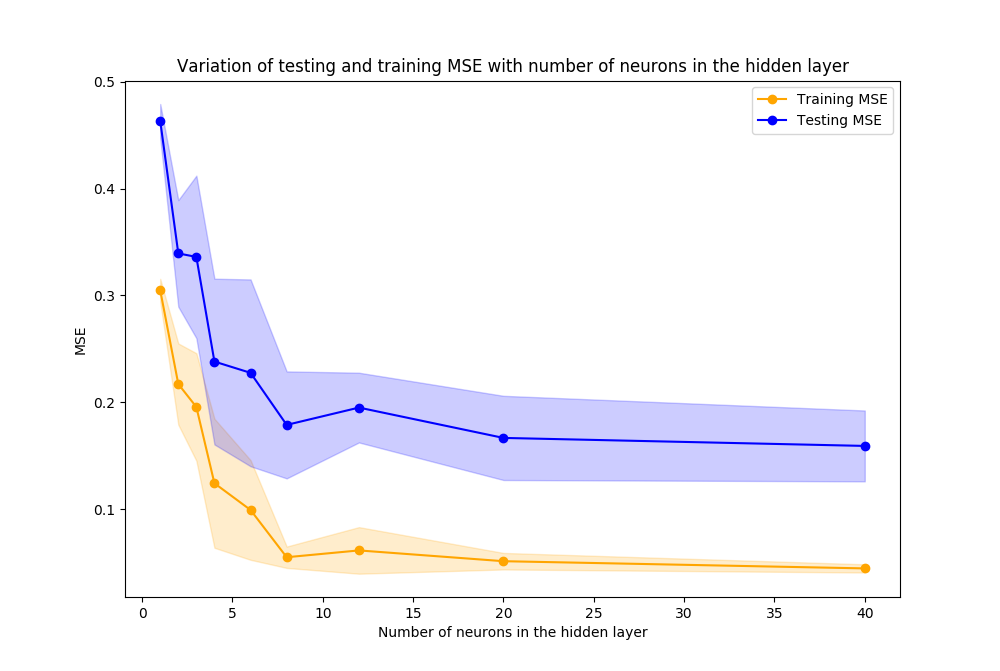 Variation of testing and training MSE with number of neurons in the hidden layer
Training MSE
Testing MSE
MSE
0.5
0.4
0.3
0.2
0.1
0 5 10 15 20 25 30 35 40
Number of neurons in the hidden layer